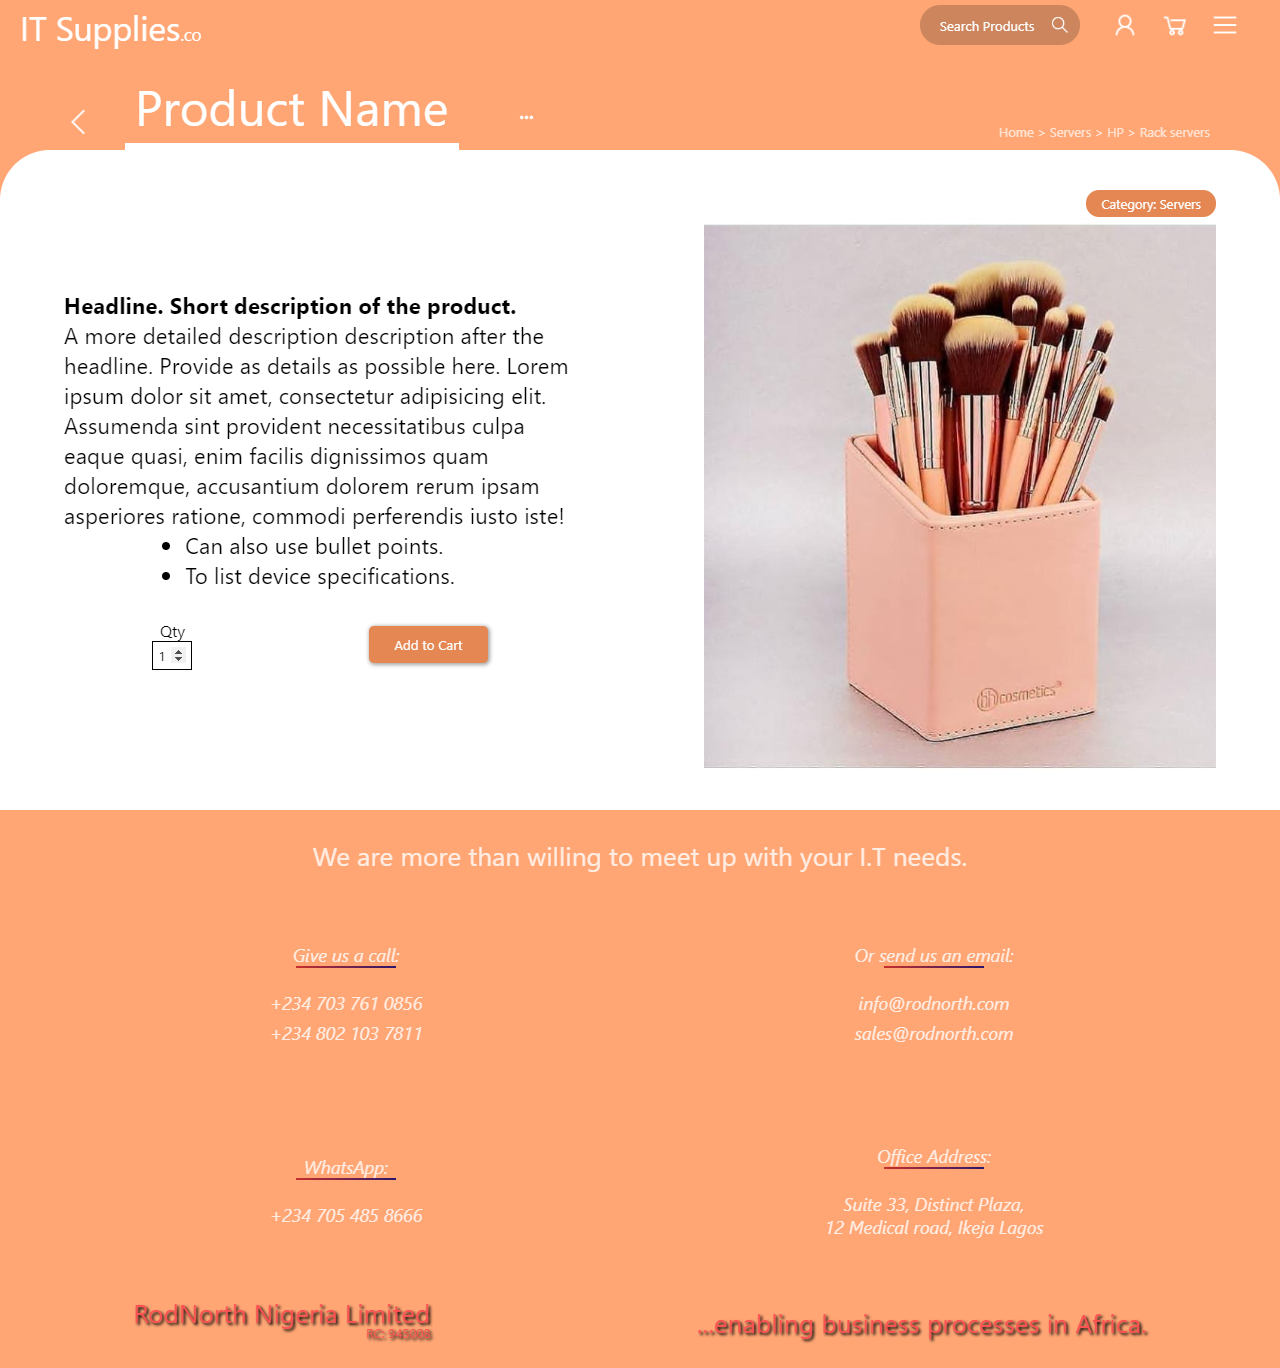 IT Supplies.co
Search Products
Product Name
...
Home > Servers > HP > Rack servers
Category: Servers
Headline. Short description of the product.
A more detailed description description after the
headline. Provide as details as possible here. Lorem
ipsum dolor sit amet, consectetur adipisicing elit.
Assumenda sint provident necessitatibus culpa
eaque quasi, enim facilis dignissimos quam
doloremque, accusantium dolorem rerum ipsam
asperiores ratione, commodi perferendis iusto iste!
• Can also use bullet points.
• To list device specifications.
Qty
1
Add to Cart
bh cosmetics
We are more than willing to meet up with your I.T needs.
Give us a call:
+234 703 761 0856
+234 802 103 7811
Or send us an email:
info@rodnorth.com
sales@rodnorth.com
WhatsApp:
+234 705 485 8666
Office Address:
Suite 33, Distinct Plaza,
12 Medical road, Ikeja Lagos
RodNorth Nigeria Limited
RC: 945008
...enabling business processes in Africa.